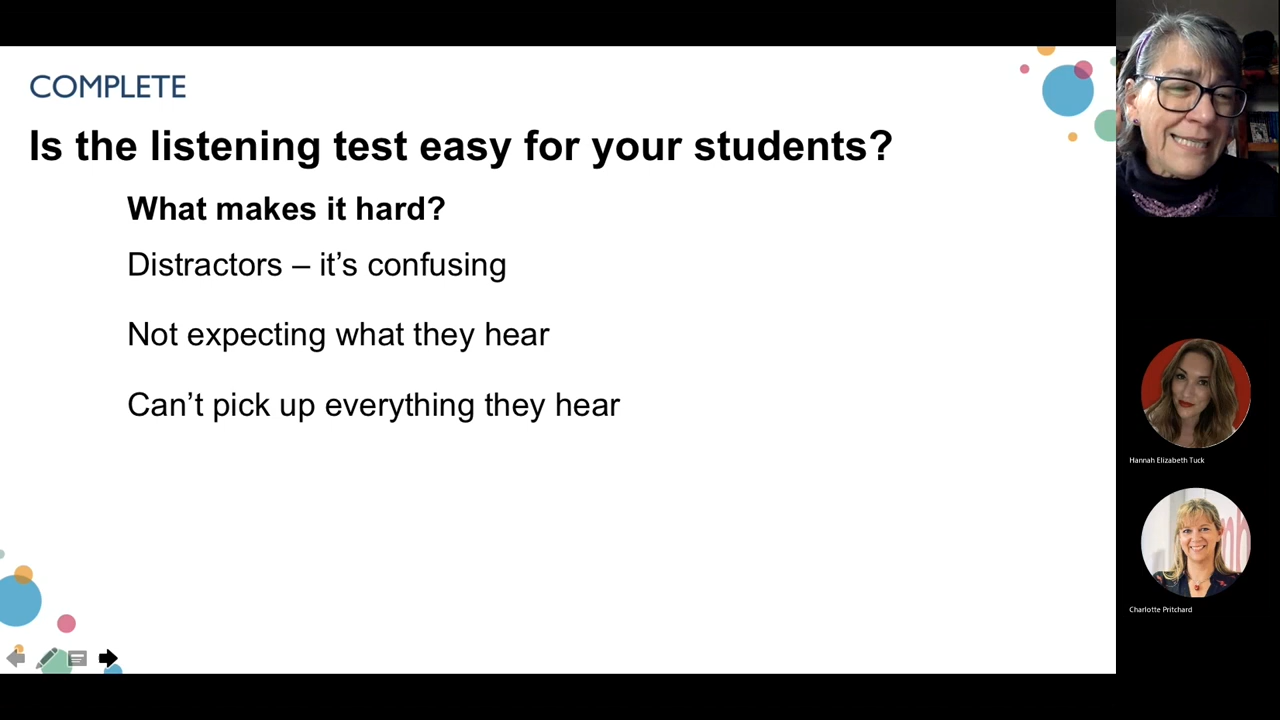 COMPLETE
Is the listening test easy for your students?
What makes it hard?
Distractors – it’s confusing
Not expecting what they hear
Can’t pick up everything they hear
Hannah Elizabeth Tuck
Charlotte Pritchard